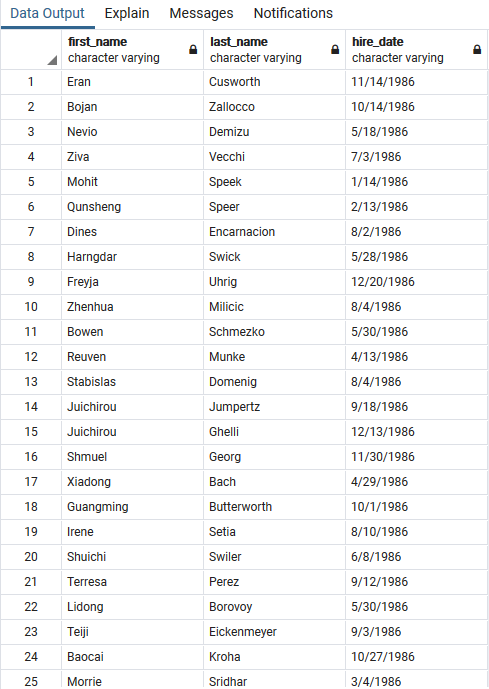 Data Output Explain Messages Notifications
first_name last_name hire_date
character varying character varying character varying
1 Eran Cusworth 11/14/1986
2 Bojan Zallocco 10/14/1986
3 Nevio Demizu 5/18/1986
4 Ziva Vecchi 7/3/1986
5 Mohit Speek 1/14/1986
6 Qunsheng Speer 2/13/1986
7 Dines Encarnacion 8/2/1986
8 Harngdar Swick 5/28/1986
9 Freyja Uhrig 12/20/1986
10 Zhenhua Milicic 8/4/1986
11 Bowen Schmezko 5/30/1986
12 Reuven Munke 4/13/1986
13 Stabislas Domenig 8/4/1986
14 Juichirou Jumpertz 9/18/1986
15 Juichirou Ghelli 12/13/1986
16 Shmuel Georg 11/30/1986
17 Xiadong Bach 4/29/1986
18 Guangming Butterworth 10/1/1986
19 Irene Setia 8/10/1986
20 Shuichi Swiler 6/8/1986
21 Terresa Perez 9/12/1986
22 Lidong Borovoy 5/30/1986
23 Teiji Eickenmeyer 9/3/1986
24 Baocai Kroha 10/27/1986
25 Morrie Sridhar 3/4/1986